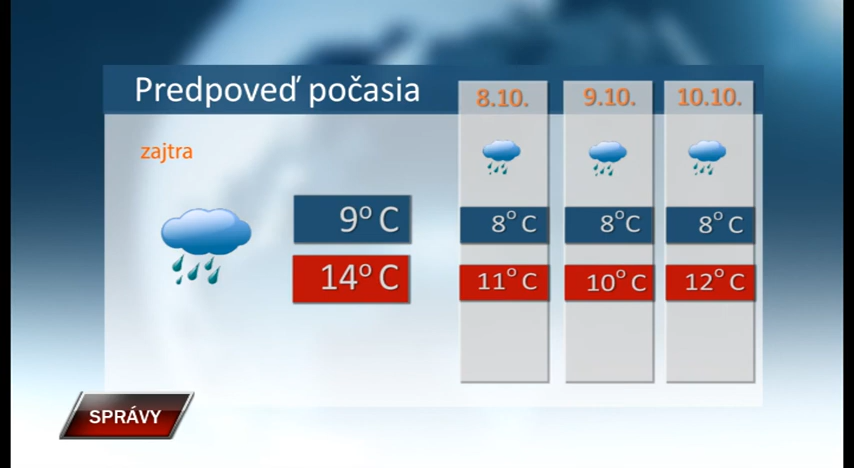 Predpoveď počasia
zajtra
9° C
14° C
8.10.
8° C
11° C
9.10.
8°C
10° C
10.10.
8° C
12° C
SPRÁVY